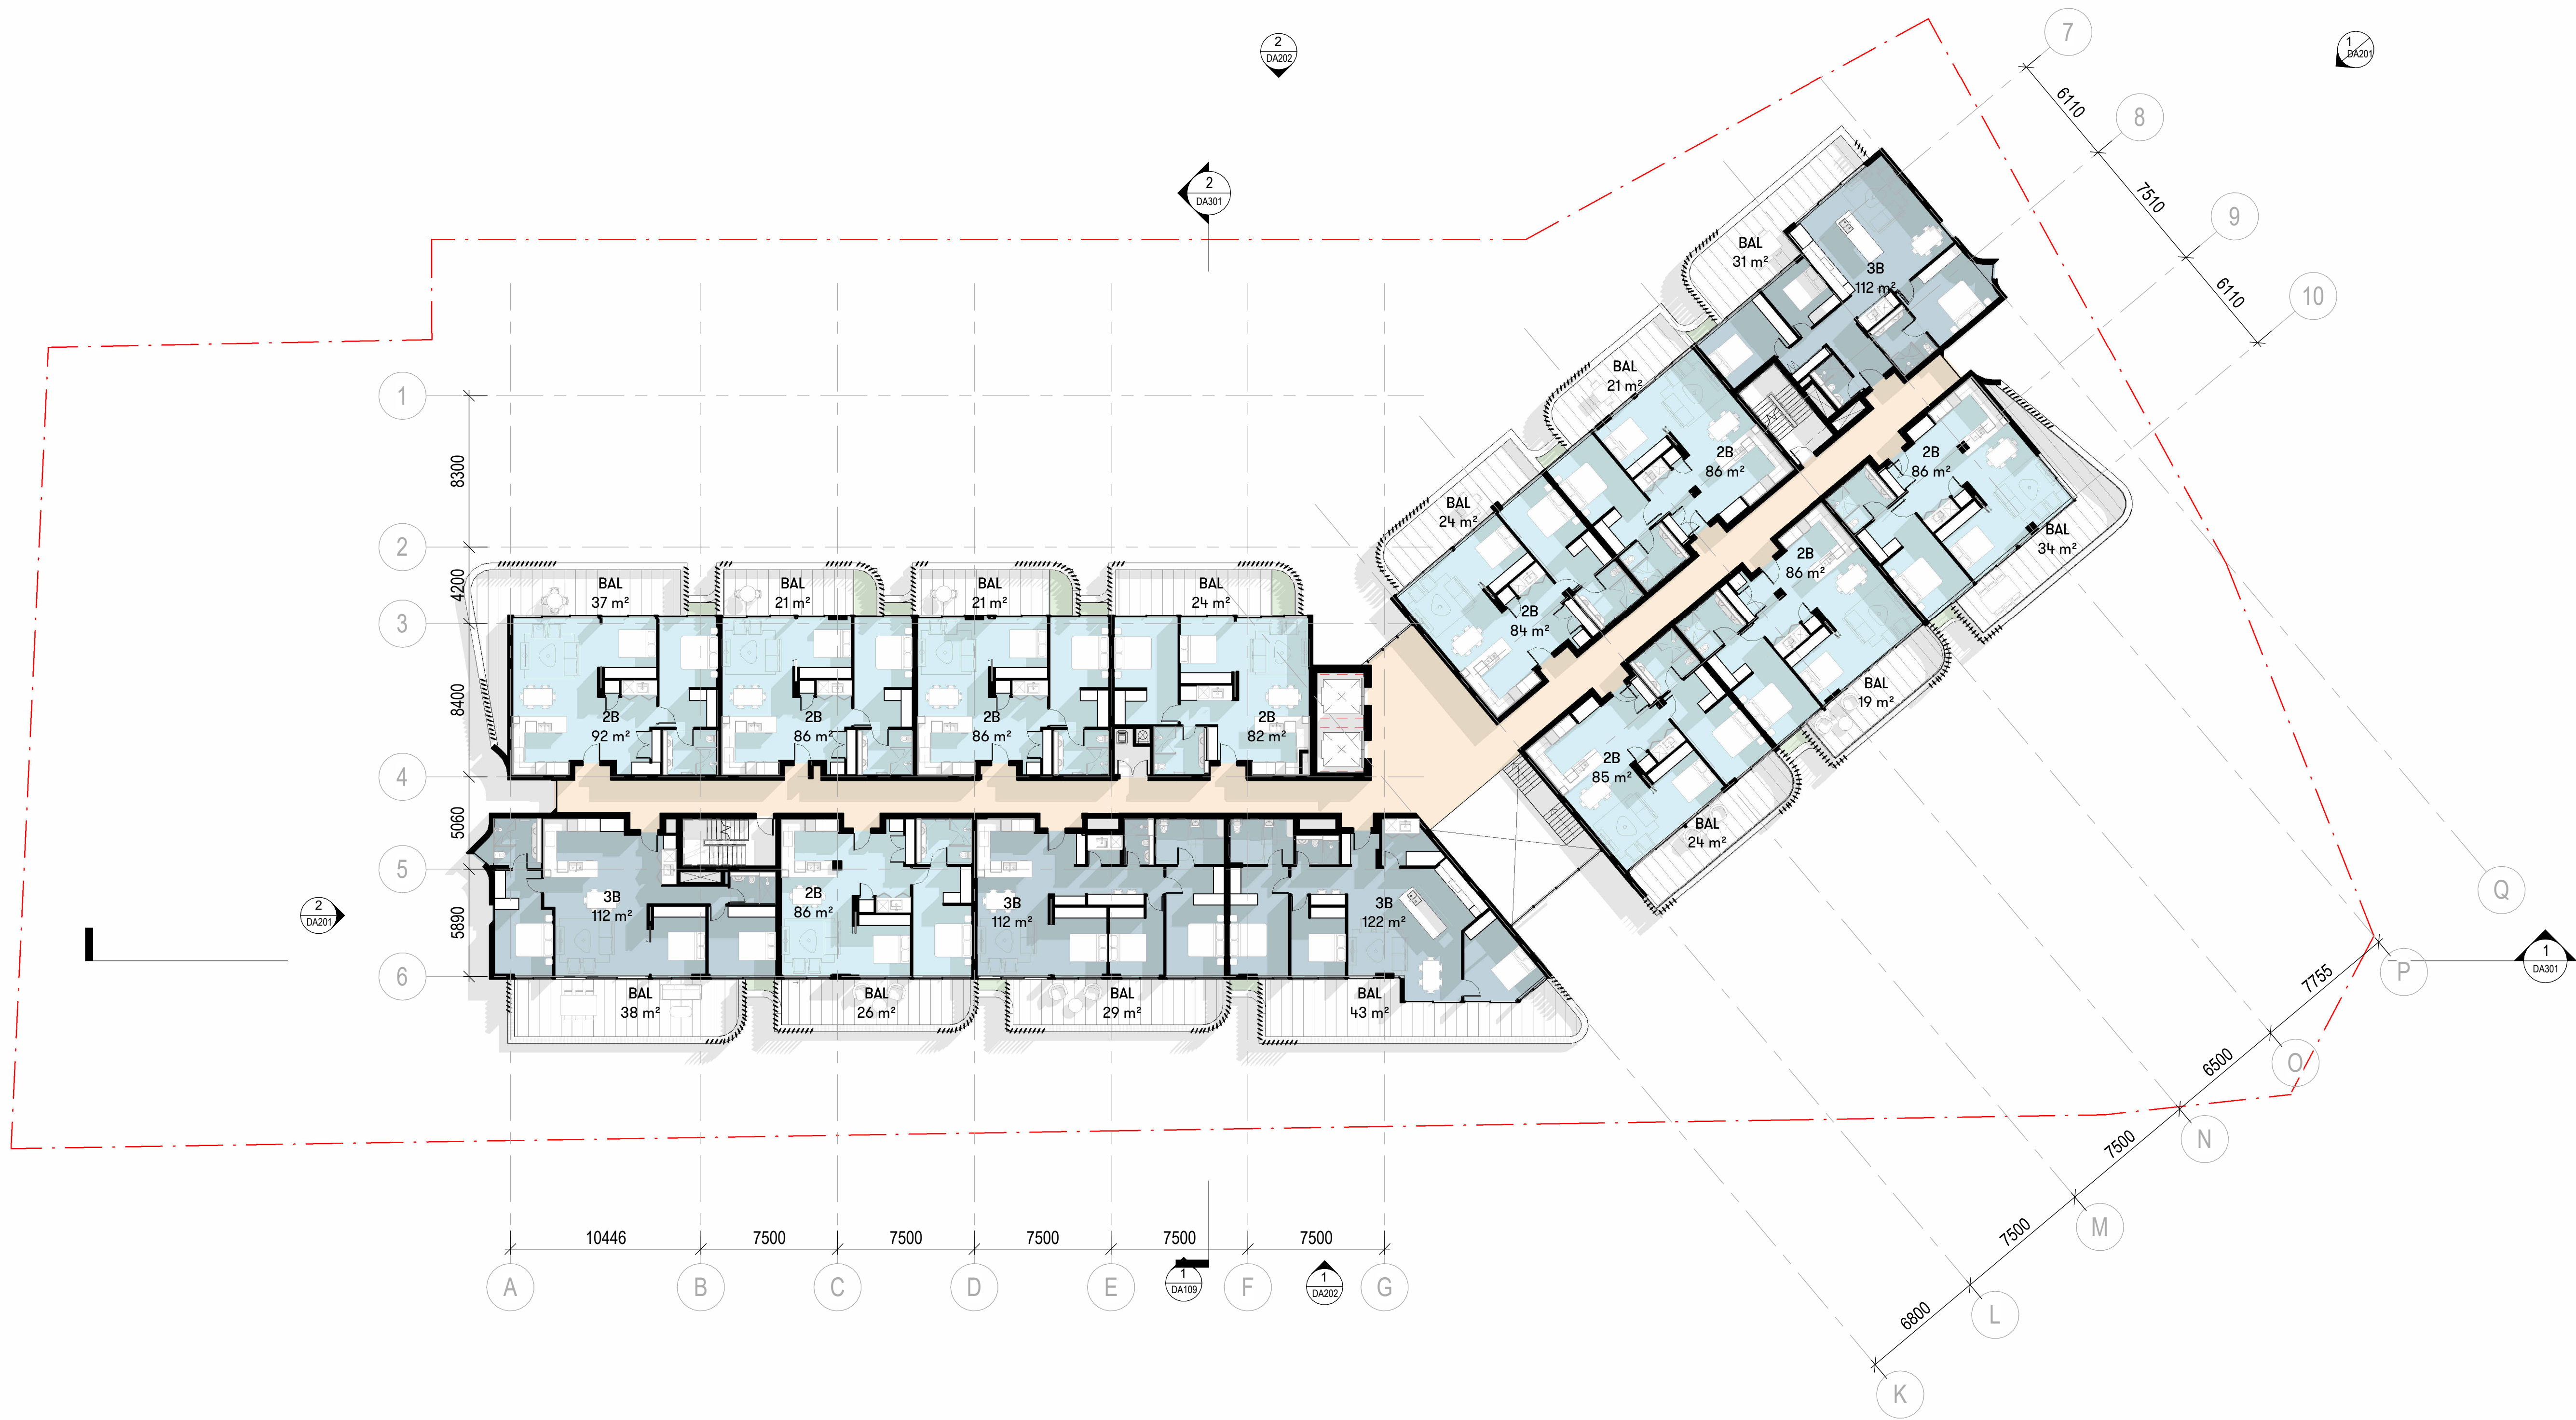 7
2
DA202
1
DA201
6110
8
7510
2
DA301
9
BAL
31 m²
3B
112 m²
6110
10
BAL
21 m²
1
8300
2B
86 m²
2B
86 m²
BAL
24 m²
BAL
34 m²
2
2B
86 m²
4200
BAL
37 m²
BAL
21 m²
BAL
21 m²
BAL
24 m²
2B
84 m²
3
8400
BAL
19 m²
2B
92 m²
2B
86 m²
2B
86 m²
2B
82 m²
2B
85 m²
4
5060
BAL
24 m²
5
Q
3B
112 m²
2B
86 m²
3B
112 m²
3B
122 m²
2
DA201
5890
6
1
DA301
P
7755
BAL
38 m²
BAL
26 m²
BAL
29 m²
BAL
43 m²
O
6500
N
7500
M
7500
10446
7500
7500
7500
7500
7500
A
B
C
D
E
F
G
1
DA109
1
DA202
L
6800
K